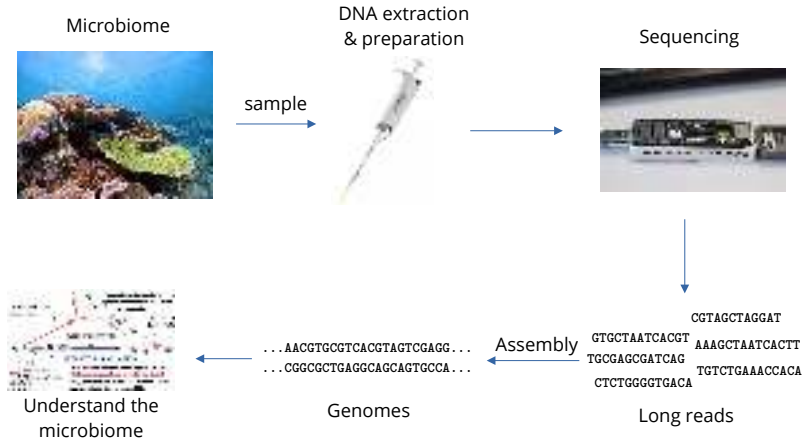 Microbiome
DNA extraction
& preparation
Sequencing
sample
CGTAGCTAGGAT
GTGCTAATCACGT
AAAGCTAATCACTT
TGCGAGCGATCAG
TGTCTGAAACCACA
CTCTGGGGTGACA
Long reads
Assembly
...AACGTGCGTCACGTAGTCGAGG...
...CGGCGCTGAGGCAGCAGTGCCA...
Genomes
Understand the
microbiome